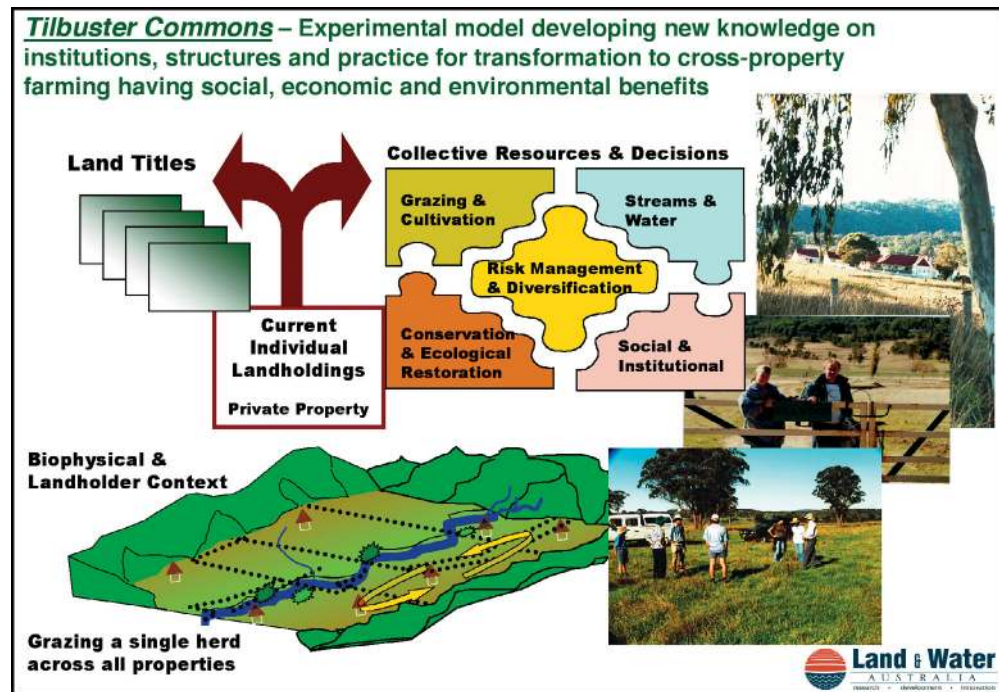 Tilbuster Commons – Experimental model developing new knowledge on
institutions, structures and practice for transformation to cross-property
farming having social, economic and environmental benefits
Land Titles
Collective Resources & Decisions
Grazing &
Cultivation
Streams &
Water
Risk Management
& Diversification
Conservation
& Ecological
Restoration
Social &
Institutional
Current
Individual
Landholdings
Private Property
Biophysical &
Landholder Context
Grazing a single herd
across all properties
Land & Water
AUSTRALIA
research • development • innovation